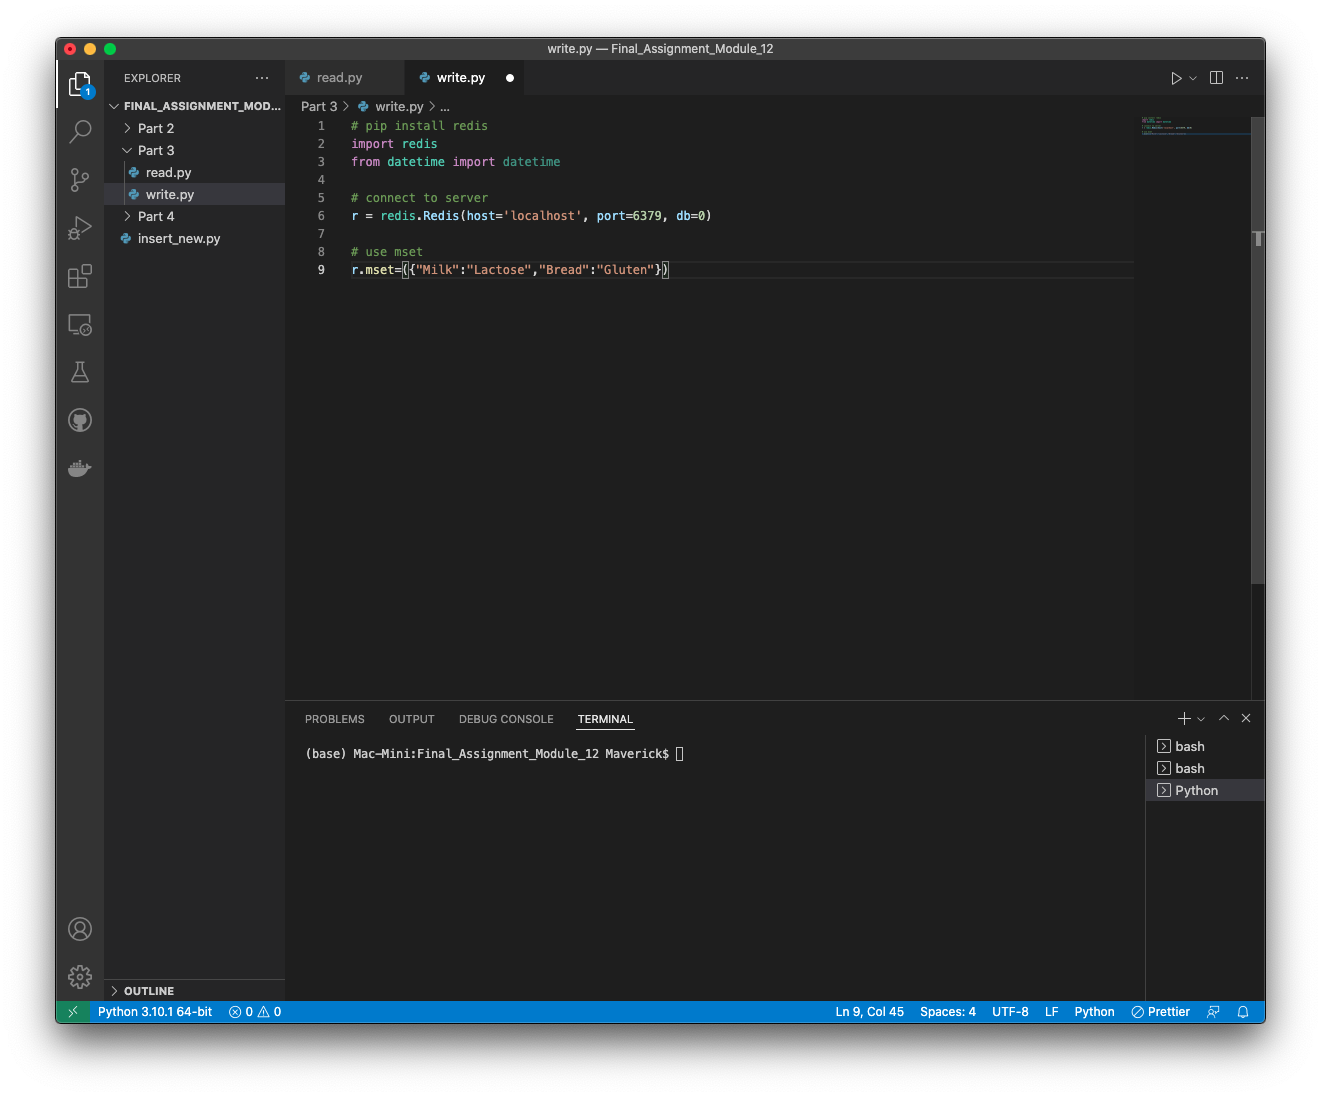 write.py — Final_Assignment_Module_12
EXPLORER
FINAL_ASSIGNMENT_MOD...
Part 2
Part 3
read.py
write.py
Part 4
insert_new.py
OUTLINE
1
read.py
write.py
Part 3 > write.py > ...
1 # pip install redis
2 import redis
3 from datetime import datetime
4
5 # connect to server
6 r = redis.Redis(host='localhost', port=6379, db=0)
7
8 # use mset
9 r.mset=({"Milk":"Lactose","Bread":"Gluten"})
PROBLEMS OUTPUT DEBUG CONSOLE TERMINAL
(base) Mac-Mini:Final_Assignment_Module_12 Maverick$
bash
bash
Python
Python 3.10.1 64-bit 0 0 Ln 9, Col 45 Spaces: 4 UTF-8 LF Python Prettier